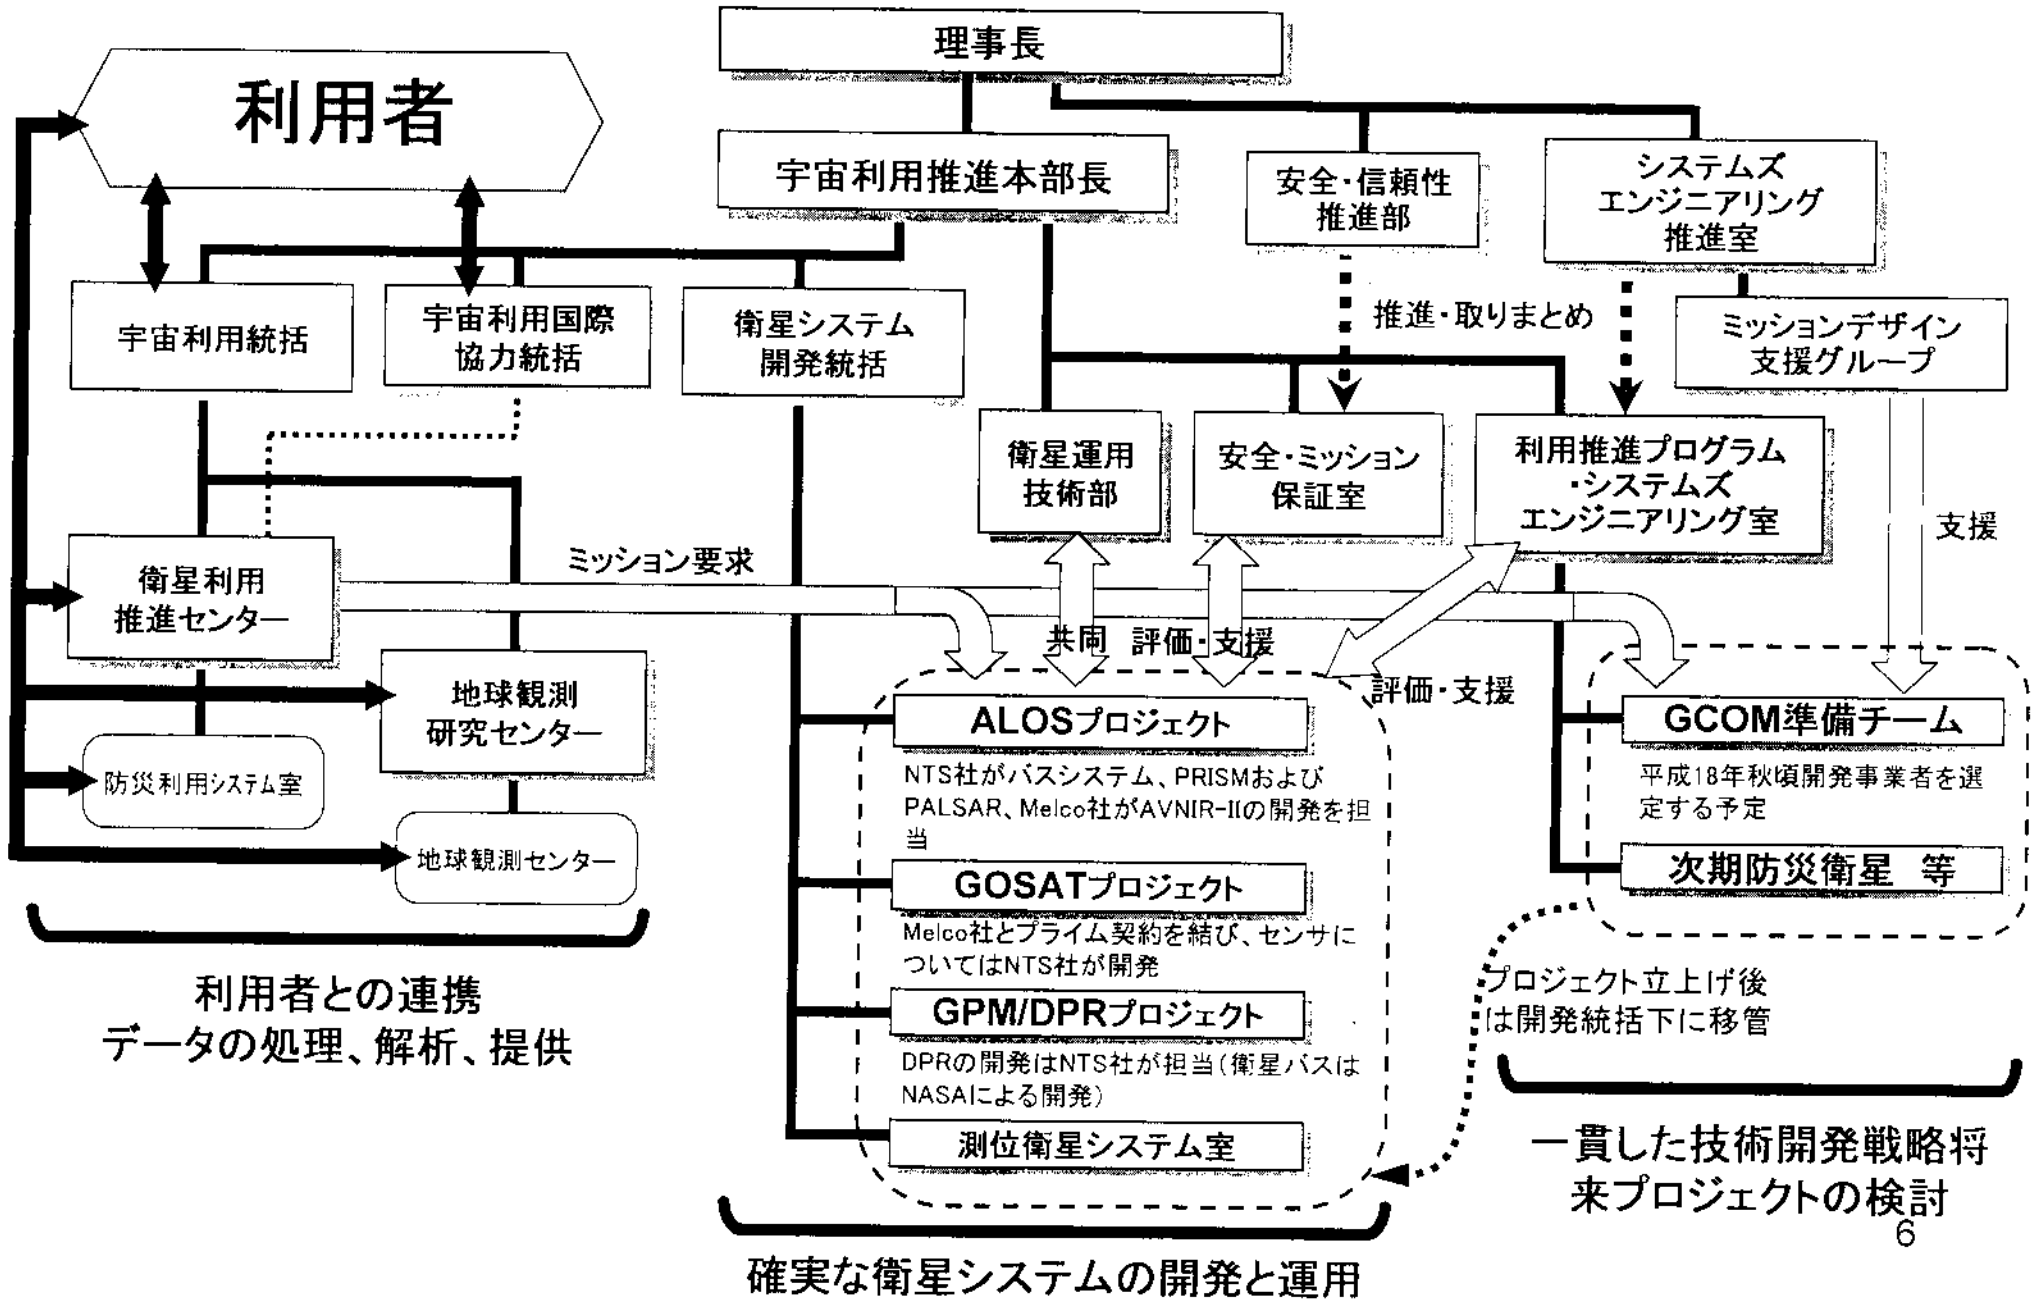 理事長
利用者
宇宙利用推進本部長
安全・信頼性
推進部
システムズ
エンジニアリング
推進室
宇宙利用統括
宇宙利用国際
協力統括
衛星システム
開発統括
推進・取りまとめ
ミッションデザイン
支援グループ
衛星運用
技術部
安全・ミッション
保証室
利用推進プログラム
・システムズ
エンジニアリング室
支援
ミッション要求
衛星利用
推進センター
共同
評価・支援
評価・支援
地球観測
研究センター
防災利用システム室
地球観測センター
ALOSプロジェクト
NTS社がバスシステム、PRISMおよび
PALSAR、Melco社がAVNIR-IIの開発を担
当
GOSATプロジェクト
Melco社とプライム契約を結び、センサに
ついてはNTS社が開発
GPM/DPRプロジェクト
DPRの開発はNTS社が担当(衛星バスは
NASAによる開発)
測位衛星システム室
GCOM準備チーム
平成18年秋頃開発事業者を選
定する予定
次期防災衛星 等
プロジェクト立上げ後
は開発統括下に移管
利用者との連携
データの処理、解析、提供
確実な衛星システムの開発と運用
一貫した技術開発戦略将
来プロジェクトの検討
6